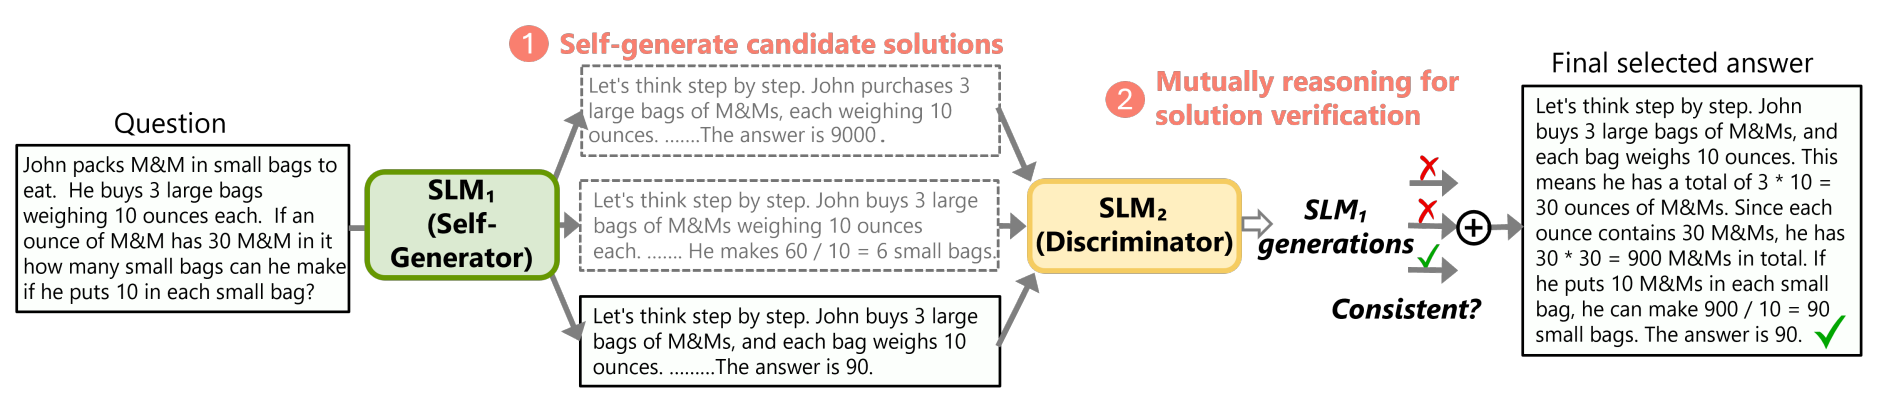 Question
John packs M&M in small bags to
eat. He buys 3 large bags
weighing 10 ounces each. If an
ounce of M&M has 30 M&M in it
how many small bags can he make
if he puts 10 in each small bag?
SLM₁
(Self-
Generator)
1 Self-generate candidate solutions
Let's think step by step. John purchases 3
large bags of M&Ms, each weighing 10
ounces. .......The answer is 9000.
Let's think step by step. John buys 3 large
bags of M&Ms weighing 10 ounces
each. ....... He makes 60 / 10 = 6 small bags.
Let's think step by step. John buys 3 large
bags of M&Ms, and each bag weighs 10
ounces. .........The answer is 90.
2 Mutually reasoning for
solution verification
SLM₂
(Discriminator)
SLM₁
generations
Consistent?
Final selected answer
Let's think step by step. John
buys 3 large bags of M&Ms, and
each bag weighs 10 ounces. This
means he has a total of 3 * 10 =
30 ounces of M&Ms. Since each
ounce contains 30 M&Ms, he has
30 * 30 = 900 M&Ms in total. If
he puts 10 M&Ms in each small
bag, he can make 900 / 10 = 90
small bags. The answer is 90.